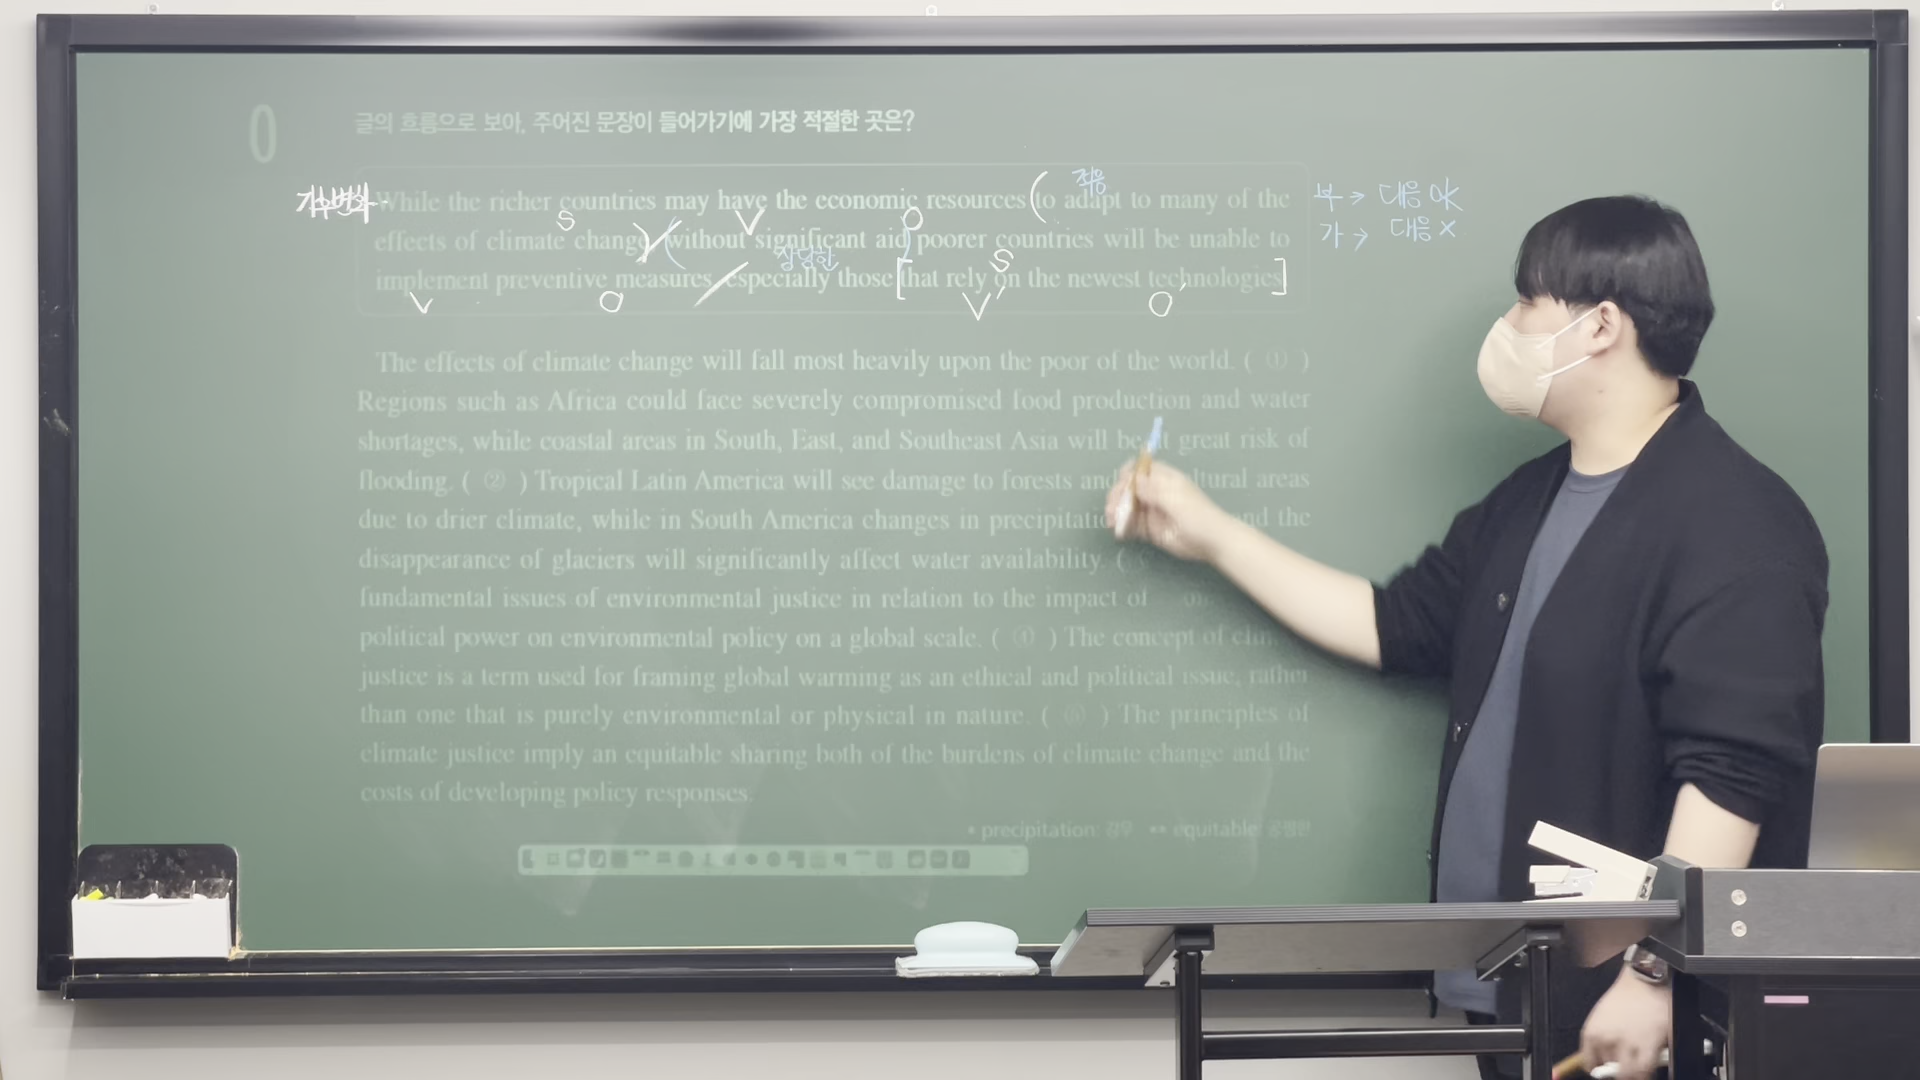 0
글의 흐름으로 보아, 주어진 문장이 들어가기에 가장 적절한 곳은?
기후변화
적응
While the richer countries may have the economic resources to adapt to many of the
부 → 대응 OK
S V O
effects of climate change, without significant aid poorer countries will be unable to
가 → 대응 X
상당한 S
implement preventive measures, especially those that rely on the newest technologies.
V O V' O'
The effects of climate change will fall most heavily upon the poor of the world. ( ① )
Regions such as Africa could face severely compromised food production and water
shortages, while coastal areas in South, East, and Southeast Asia will be at great risk of
flooding. ( ② ) Tropical Latin America will see damage to forests and areas
due to drier climate, while in South America changes in precipitation and the
disappearance of glaciers will significantly affect water availability. (
fundamental issues of environmental justice in relation to the impact of
political power on environmental policy on a global scale. ( ④ ) The concept of
justice is a term used for framing global warming as an ethical and political issue, rather
than one that is purely environmental or physical in nature. ( ⑤ ) The principles of
climate justice imply an equitable sharing both of the burdens of climate change and the
costs of developing policy responses.
* precipitation: 강우 ** equitable: 공평한